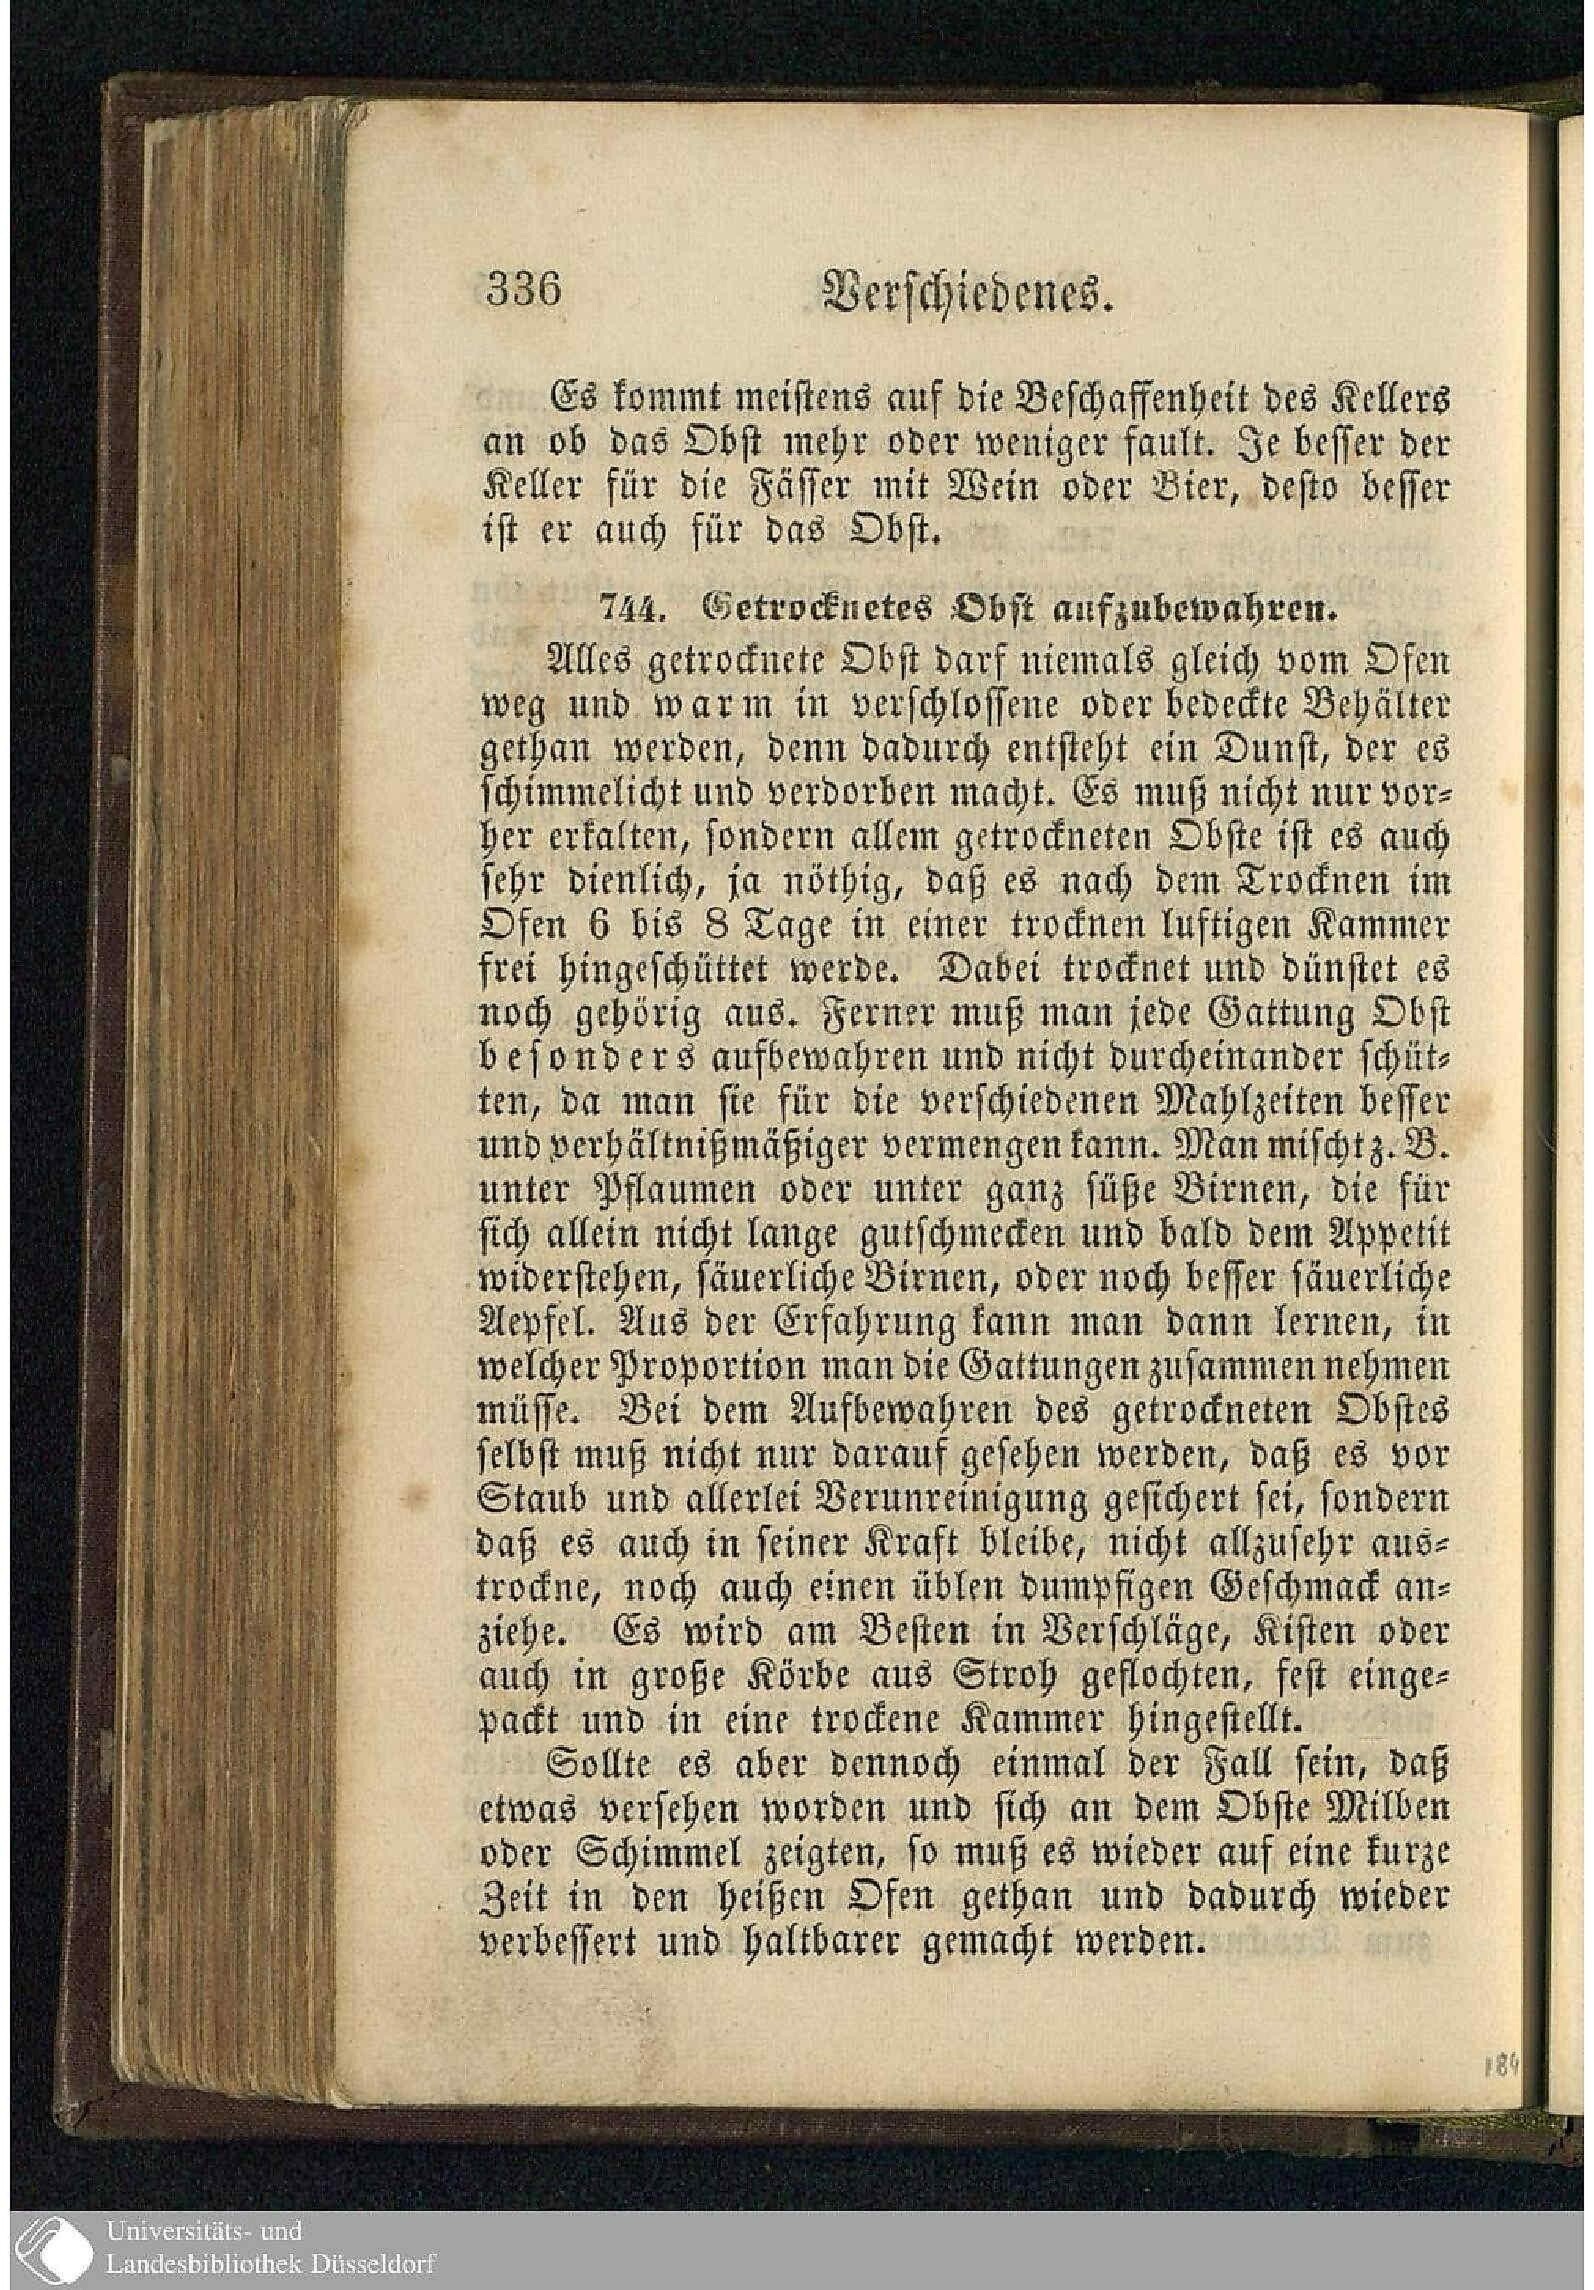 336 Verschiedenes.
Es kommt meistens auf die Beschaffenheit des Kellers
an ob das Obst mehr oder weniger fault. Je besser der
Keller für die Fässer mit Wein oder Bier, desto besser
ist er auch für das Obst.
744. Getrocknetes Obst aufzubewahren.
Alles getrocknete Obst darf niemals gleich vom Ofen
weg und warm in verschlossene oder bedeckte Behälter
gethan werden, denn dadurch entsteht ein Dunst, der es
schimmelicht und verdorben macht. Es muß nicht nur vor⸗
her erkalten, sondern allem getrockneten Obste ist es auch
sehr dienlich, ja nöthig, daß es nach dem Trocknen im
Ofen 6 bis 8 Tage in einer trocknen luftigen Kammer
frei hingeschüttet werde. Dabei trocknet und dünstet es
noch gehörig aus. Ferner muß man jede Gattung Obst
besonders aufbewahren und nicht durcheinander schüt⸗
ten, da man sie für die verschiedenen Mahlzeiten besser
und verhältnißmäßiger vermengen kann. Man mischt z. B.
unter Pflaumen oder unter ganz süße Birnen, die für
sich allein nicht lange gutschmecken und bald dem Appetit
widerstehen, säuerliche Birnen, oder noch besser säuerliche
Aepfel. Aus der Erfahrung kann man dann lernen, in
welcher Proportion man die Gattungen zusammen nehmen
müsse. Bei dem Aufbewahren des getrockneten Obstes
selbst muß nicht nur darauf gesehen werden, daß es vor
Staub und allerlei Verunreinigung gesichert sei, sondern
daß es auch in seiner Kraft bleibe, nicht allzusehr aus⸗
trockne, noch auch einen üblen dumpfigen Geschmack an⸗
ziehe. Es wird am Besten in Verschläge, Kisten oder
auch in große Körbe aus Stroh geflochten, fest einge⸗
packt und in eine trockene Kammer hingestellt.
Sollte es aber dennoch einmal der Fall sein, daß
etwas versehen worden und sich an dem Obste Milben
oder Schimmel zeigten, so muß es wieder auf eine kurze
Zeit in den heißen Ofen gethan und dadurch wieder
verbessert und haltbarer gemacht werden.
Universitäts- und
Landesbibliothek Düsseldorf